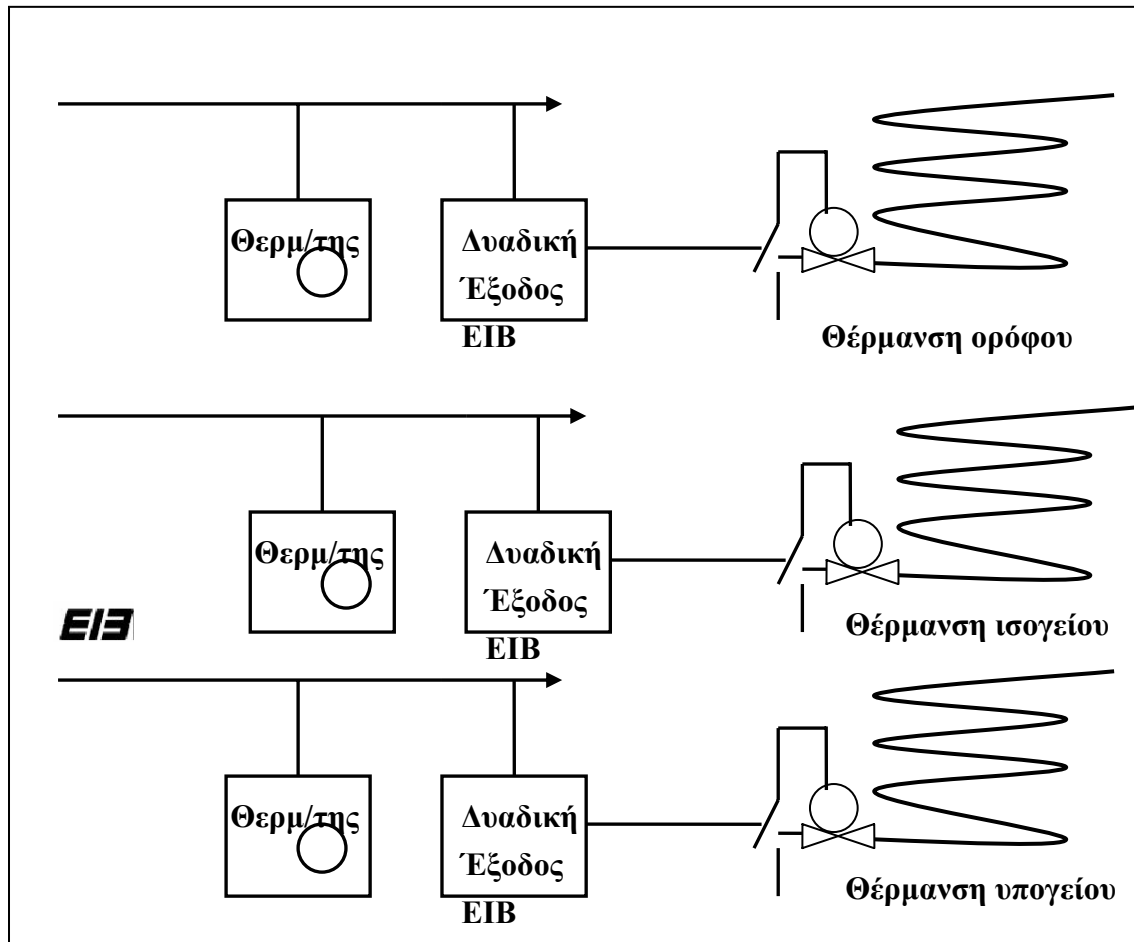 Θερμ/της
Δυαδική
Έξοδος
EIB
Θέρμανση ορόφου
Θερμ/της
Δυαδική
Έξοδος
EIB
Θέρμανση ισογείου
EIB
Θερμ/της
Δυαδική
Έξοδος
EIB
Θέρμανση υπογείου